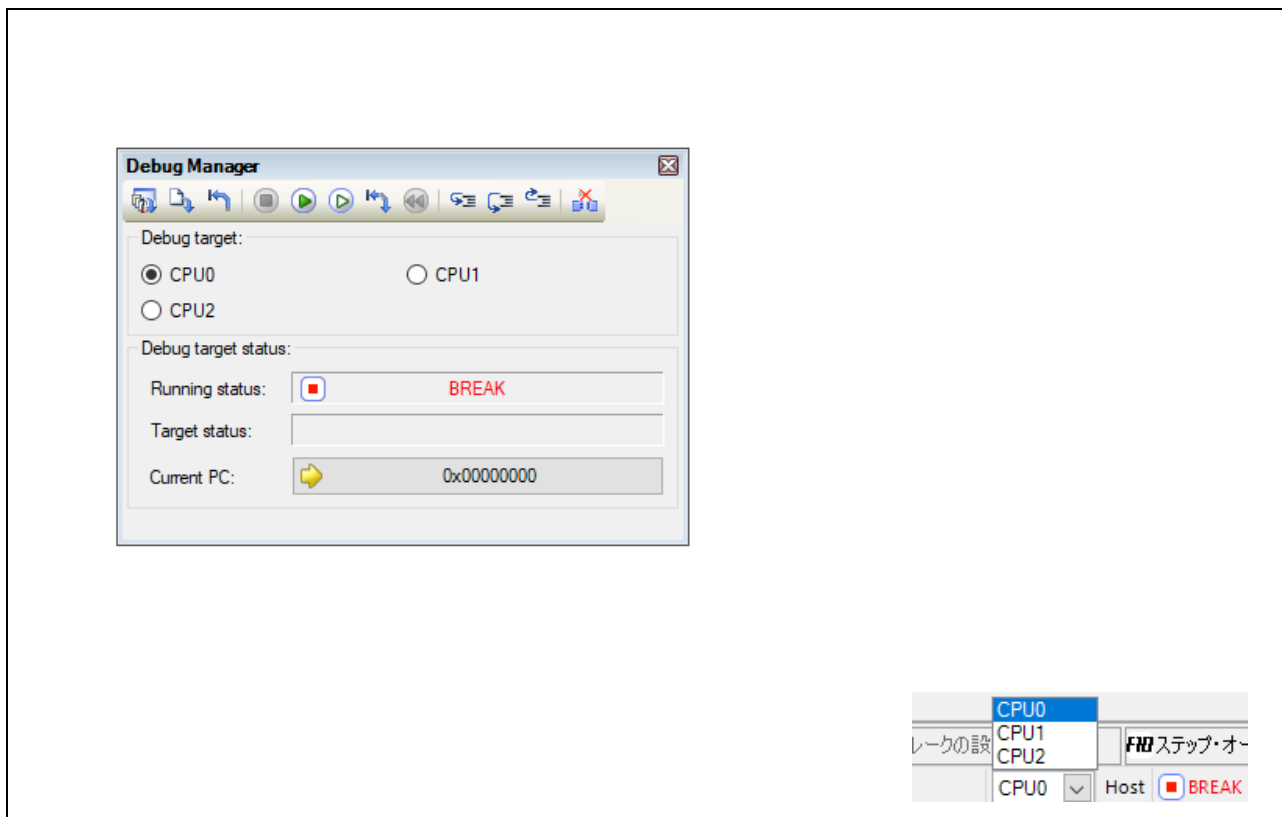 Debug Manager
Debug target:
CPU0 CPU1
CPU2
Debug target status:
Running status: BREAK
Target status:
Current PC: 0x00000000
CPU0
CPU1
CPU2
レークの設
F10 ステップ・オー
CPU0 Host BREAK